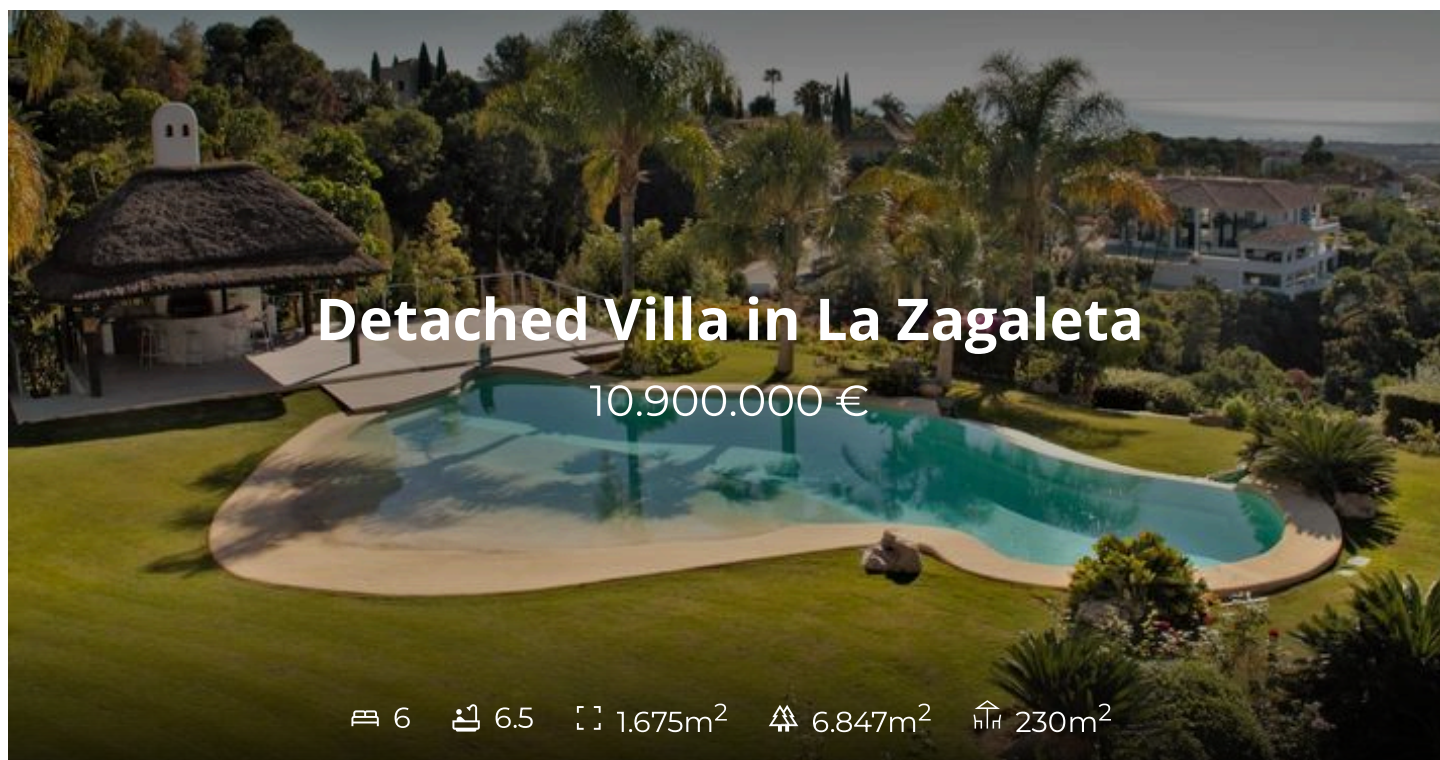 Detached Villa in La Zagaleta
10.900.000 €
6 6.5 1.675m² 6.847m² 230m²